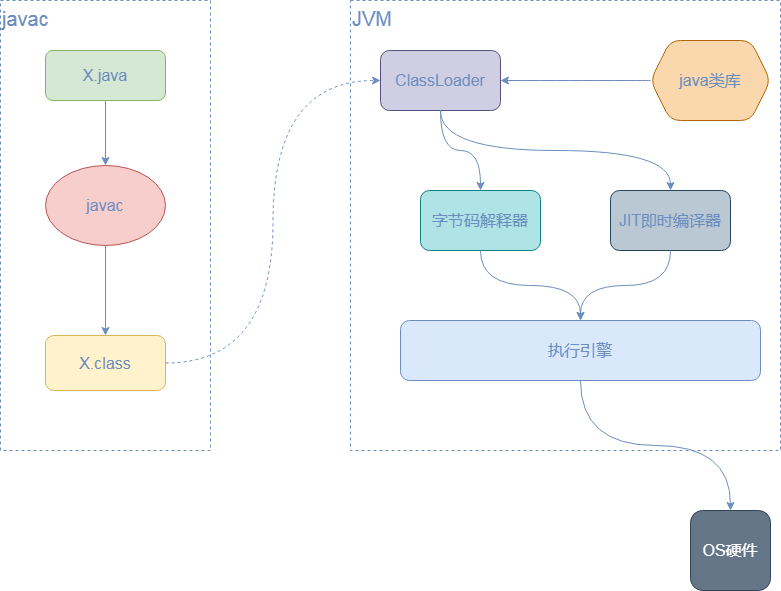 javac
X.java
javac
X.class
JVM
ClassLoader
java类库
字节码解释器
JIT即时编译器
执行引擎
OS硬件